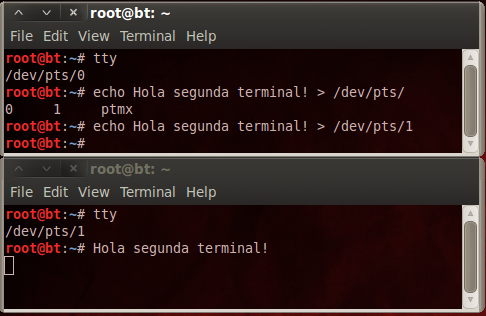 root@bt: ~
File Edit View Terminal Help
root@bt:~# tty
/dev/pts/0
root@bt:~# echo Hola segunda terminal! > /dev/pts/
0     1     ptmx
root@bt:~# echo Hola segunda terminal! > /dev/pts/1
root@bt:~#
root@bt: ~
File Edit View Terminal Help
root@bt:~# tty
/dev/pts/1
root@bt:~# Hola segunda terminal!